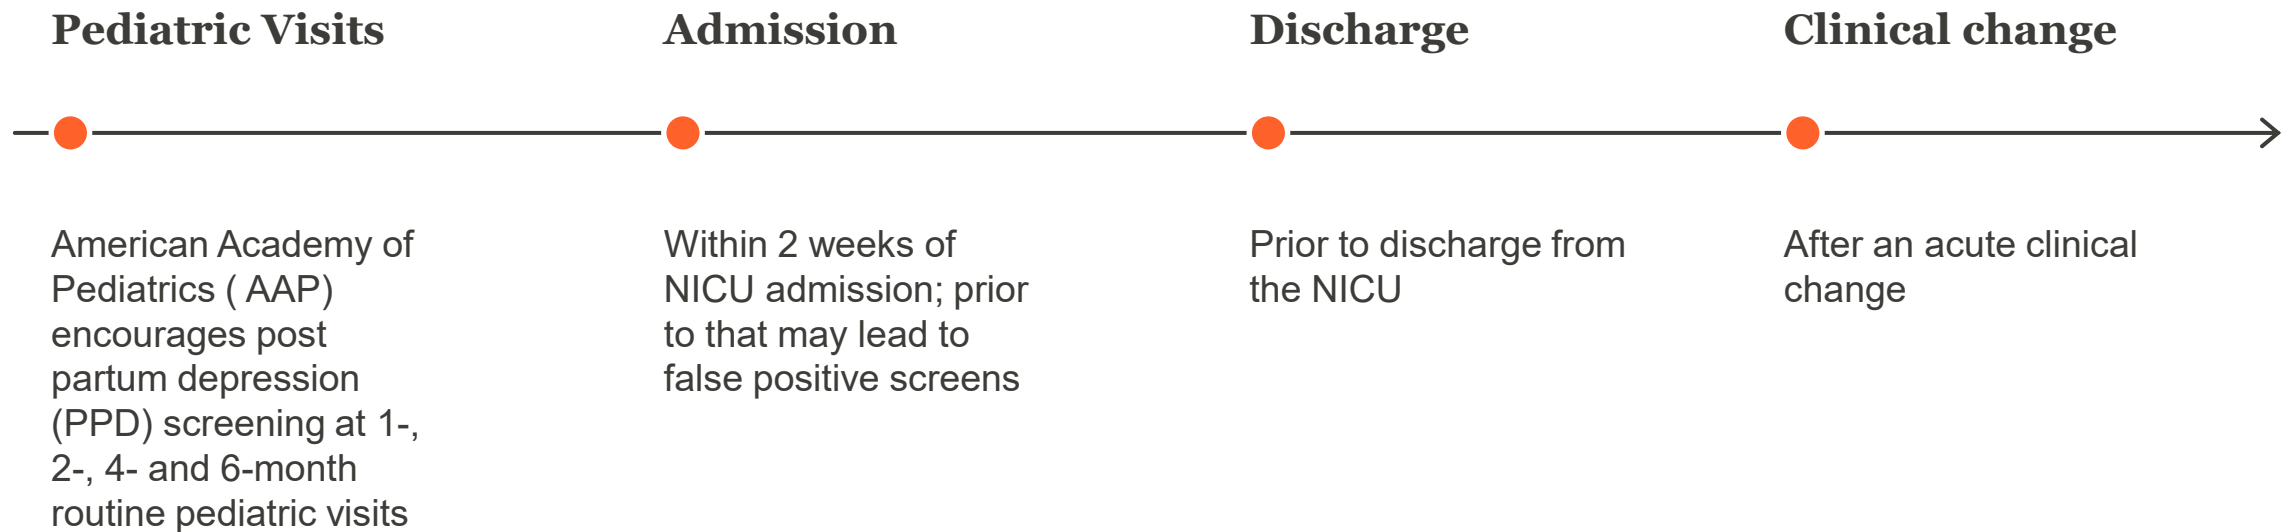 Pediatric Visits
Admission
Discharge
Clinical change
American Academy of
Pediatrics ( AAP)
encourages post
partum depression
(PPD) screening at 1-,
2-, 4- and 6-month
routine pediatric visits
Within 2 weeks of
NICU admission; prior
to that may lead to
false positive screens
Prior to discharge from
the NICU
After an acute clinical
change